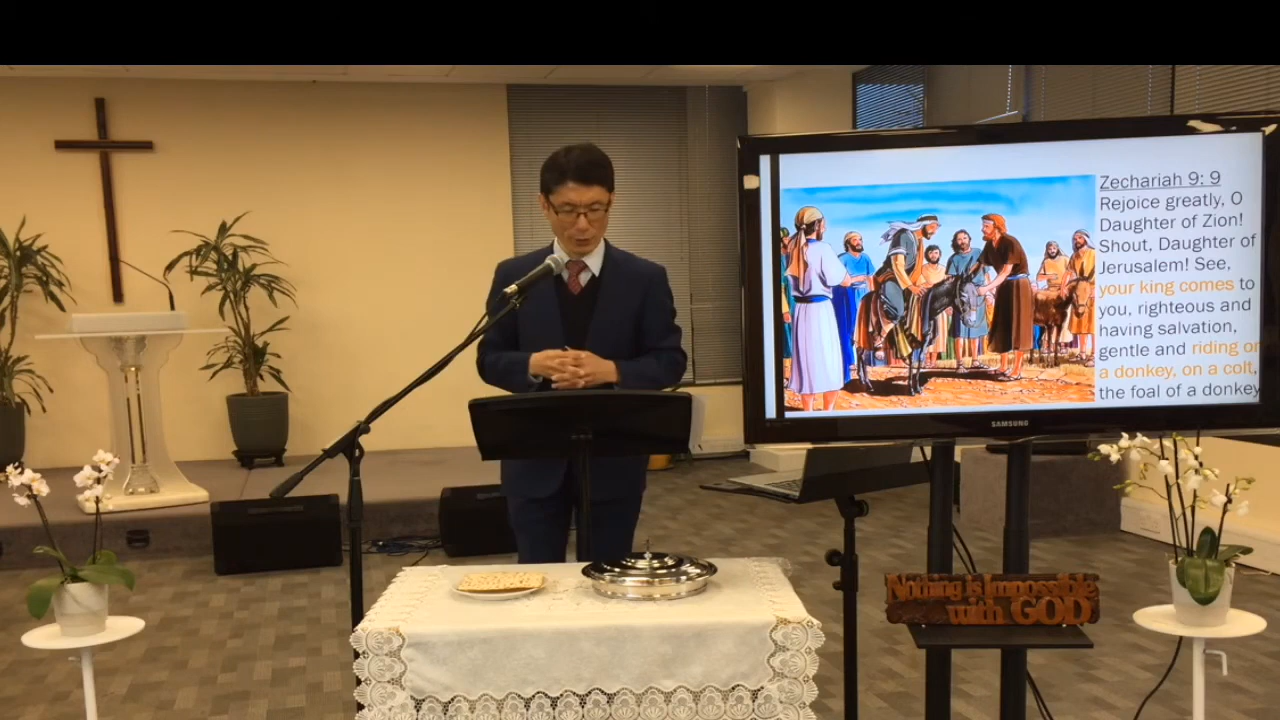 Zechariah 9: 9
Rejoice greatly, O
Daughter of Zion!
Shout, Daughter of
Jerusalem! See,
your king comes to
you, righteous and
having salvation,
gentle and riding on
a donkey, on a colt,
the foal of a donkey
SAMSUNG
Nothing is Impossible
with GOD